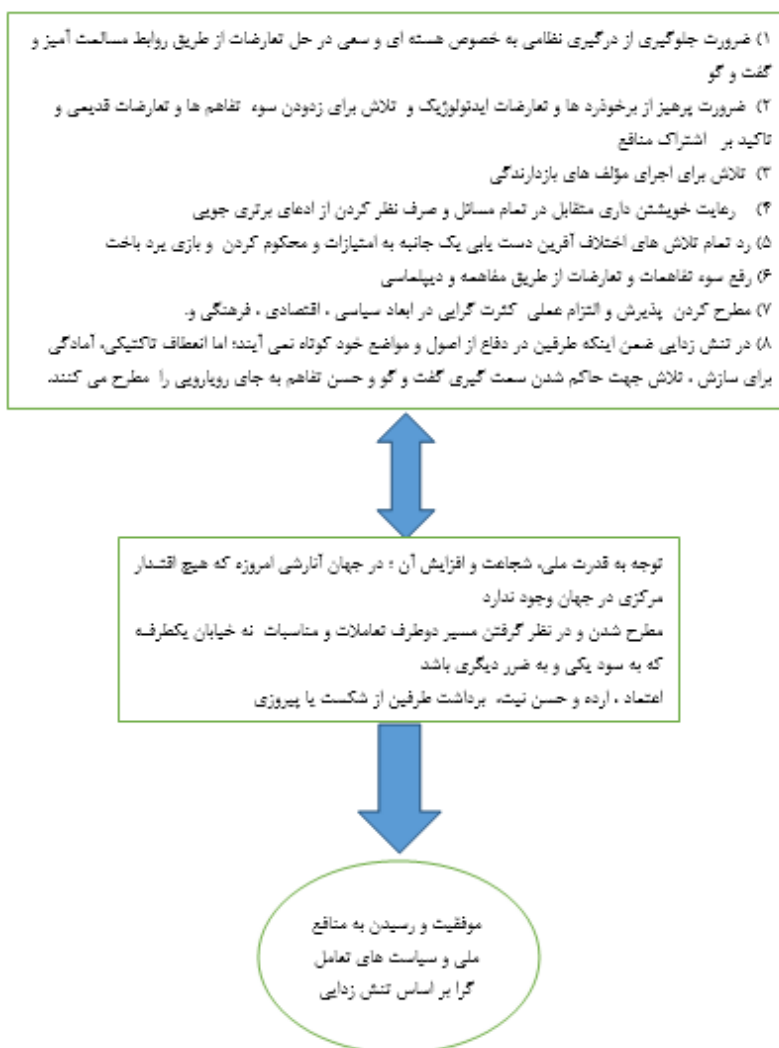 ۱) ضرورت جلوگیری از درگیری نظامی به خصوص هسته ای و سعی در حل تعارضات از طریق روابط مسالمت آمیز و
گفت و گو
۲) ضرورت پرهیز از برخوذرد ها و تعارضات ایدئولوژیک و تلاش برای زدودن سوء تفاهم ها و تعارضات قدیمی و
تاکید بر اشتراک منافع
۳) تلاش برای اجرای مؤلف های بازدارندگی
۴) رعایت خویشتن داری متقابل در تمام مسائل و صرف نظر کردن از ادعای برتری جویی
۵) رد تمام تلاش های اختلاف آفرین دست یابی یک جانبه به امتیازات و محکوم کردن و بازی یرد باخت
۶) رفع سوء تفاهمات و تعارضات از طریق مفاهمه و دیپلماسی
۷) مطرح کردن پذیرش و التزام عملی کثرت گرایی در ابعاد سیاسی ، اقتصادی ، فرهنگی و.
۸) در تنش زدایی ضمن اینکه طرفین در دفاع از اصول و مواضع خود کوتاه نمی آیند؛ اما انعطاف تاکتیکی، آمادگی
برای سازش ، تلاش جهت حاکم شدن سمت گیری گفت و گو و حسن تفاهم به جای رویارویی را مطرح می کنند.
توجه به قدرت ملی، شجاعت و افزایش آن ؛ در جهان آنارشی امروزه که هیچ اقتدار
مرکزی در جهان وجود ندارد
مطرح شدن و در نظر گرفتن مسیر دوطرف تعاملات و مناسبات نه خیابان یکطرفه
که به سود یکی و به ضرر دیگری باشد
اعتماد ، ارده و حسن نیت، برداشت طرفین از شکست یا پیروزی
موفقیت و رسیدن به منافع
ملی و سیاست های تعامل
گرا بر اساس تنش زدایی